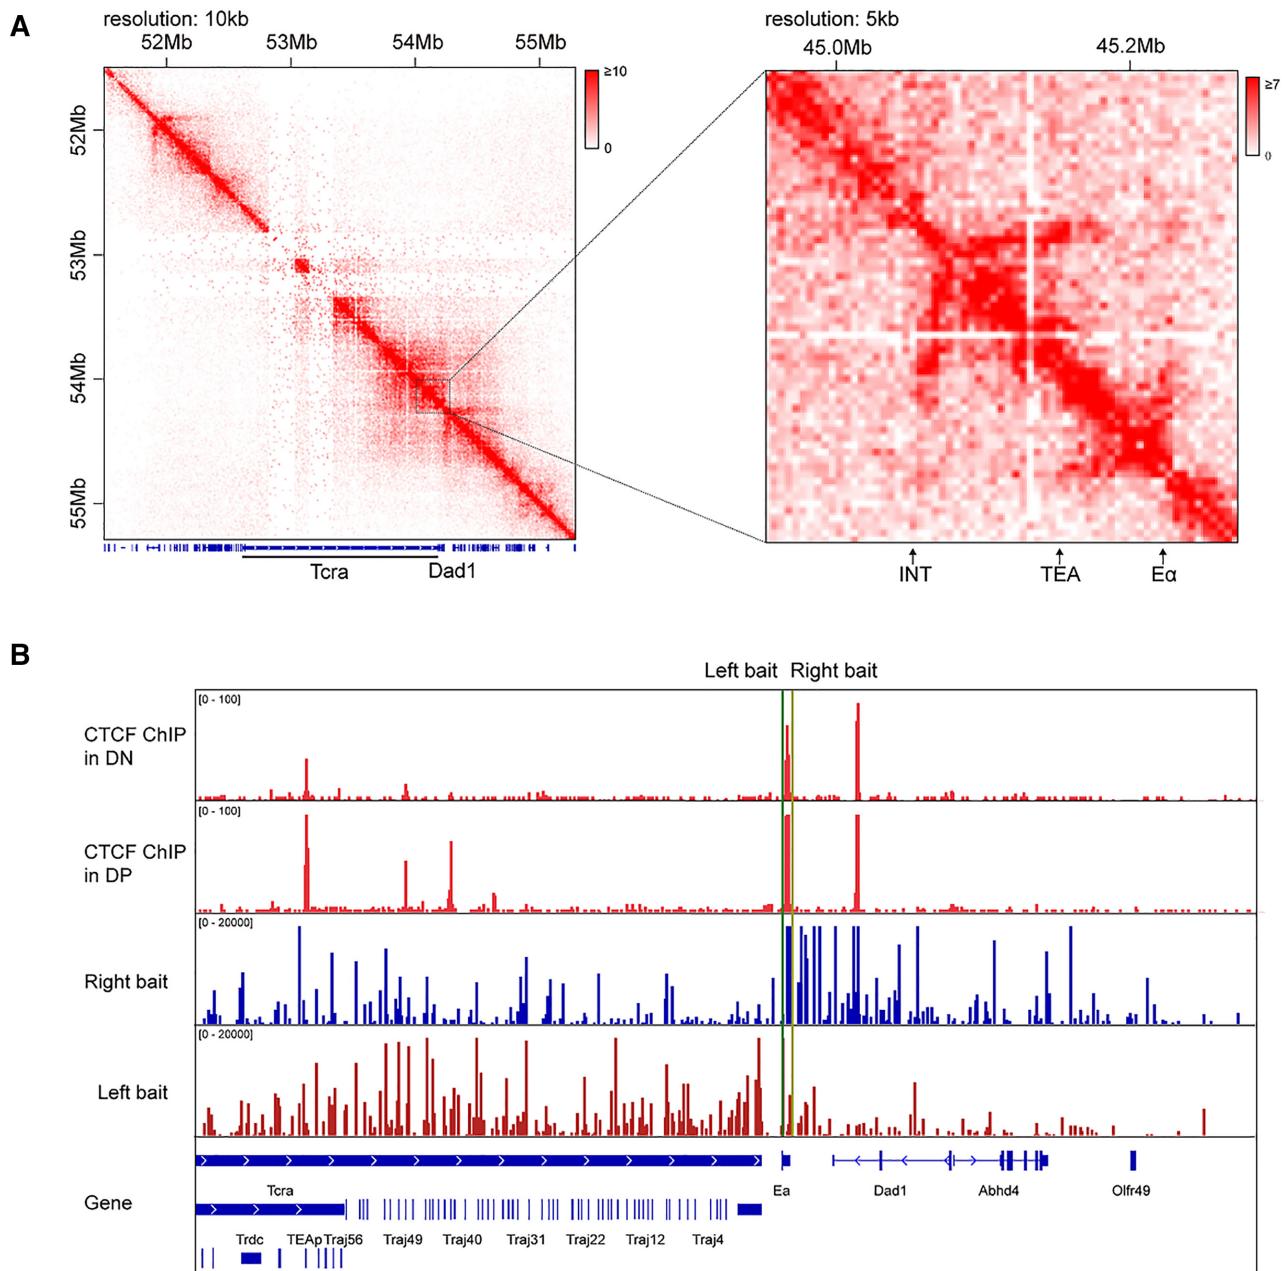 A
resolution: 10kb
52Mb 53Mb 54Mb 55Mb
≥10
0
52Mb
53Mb
54Mb
55Mb
Tcra
Dad1
resolution: 5kb
45.0Mb 45.2Mb
≥7
0
INT TEA Eα
B
Left bait Right bait
CTCF ChIP
in DN
[0 - 100]
CTCF ChIP
in DP
[0 - 100]
Right bait
[0 - 20000]
Left bait
[0 - 20000]
Gene
Tcra Ea Dad1 Abhd4 Olfr49
Trdc TEAp Traj56 Traj49 Traj40 Traj31 Traj22 Traj12 Traj4